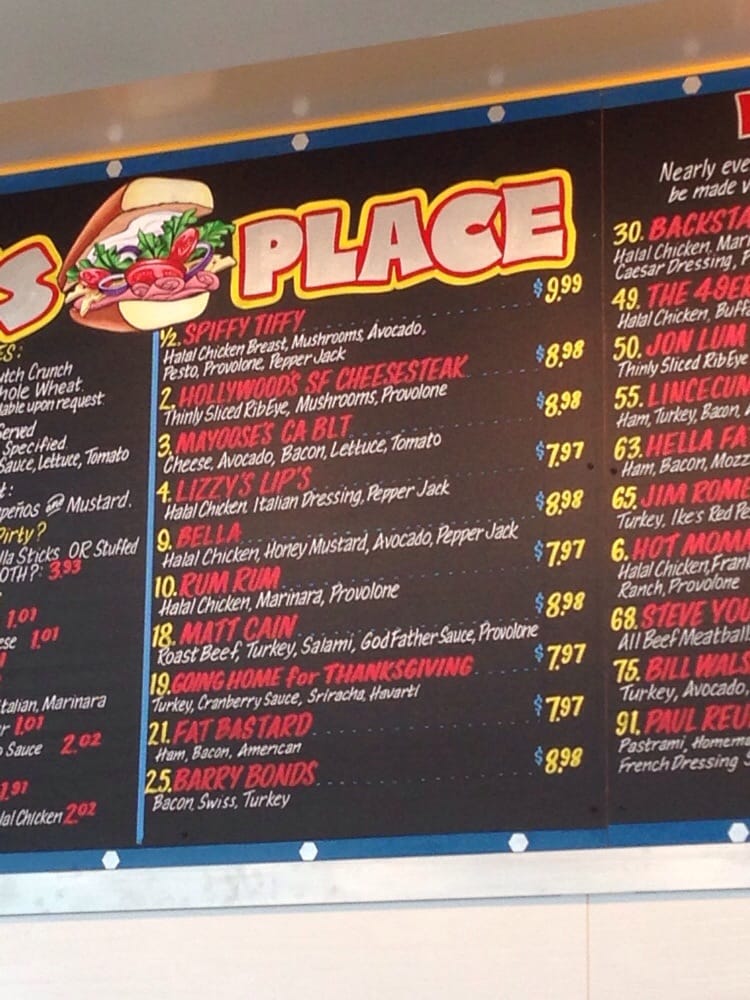 'S PLACE
ES:
utch Crunch
hole Wheat.
lable upon request
Served
Specified
Sauce, Lettuce, Tomato
t:
peños and Mustard.
Dirty?
lla Sticks OR Stuffed
OTH? 3.93
1.01
ese 1.01
Italian, Marinara
r 1.01
o Sauce 2.02
1.91
lal Chicken 2.02
½. SPIFFY TIFFY $9.99
Halal Chicken Breast, Mushrooms, Avocado,
Pesto, Provolone, Pepper Jack
2. HOLLYWOODS SF CHEESESTEAK $8.98
Thinly Sliced RibEye, Mushrooms, Provolone
3. MAYOOSE'S CA BLT $8.98
Cheese, Avocado, Bacon, Lettuce, Tomato
4. LIZZY'S LIP'S $7.97
Halal Chicken, Italian Dressing, Pepper Jack
9. BELLA $8.98
Halal Chicken, Honey Mustard, Avocado, Pepper Jack
10. RUM RUM $7.97
Halal Chicken, Marinara, Provolone
18. MATT CAIN $8.98
Roast Beef, Turkey, Salami, GodFather Sauce, Provolone
19. GOING HOME for THANKSGIVING $7.97
Turkey, Cranberry Sauce, Sriracha, Havarti
21. FAT BASTARD $7.97
Ham, Bacon, American
25. BARRY BONDS $8.98
Bacon, Swiss, Turkey
Nearly eve
be made v
30. BACKSTA
Halal Chicken, Mar
Caesar Dressing, P
49. THE 49E
Halal Chicken, Buffa
50. JON LUM
Thinly Sliced RibEye
55. LINCECUM
Ham, Turkey, Bacon,
63. HELLA FA
Ham, Bacon, Mozz
65. JIM ROME
Turkey, Ike's Red Pe
6. HOT MOMM
Halal Chicken, Frank
Ranch, Provolone
68. STEVE YOU
All Beef Meatball
75. BILL WALS
Turkey, Avocado,
91. PAUL REU
Pastrami, Homema
French Dressing S